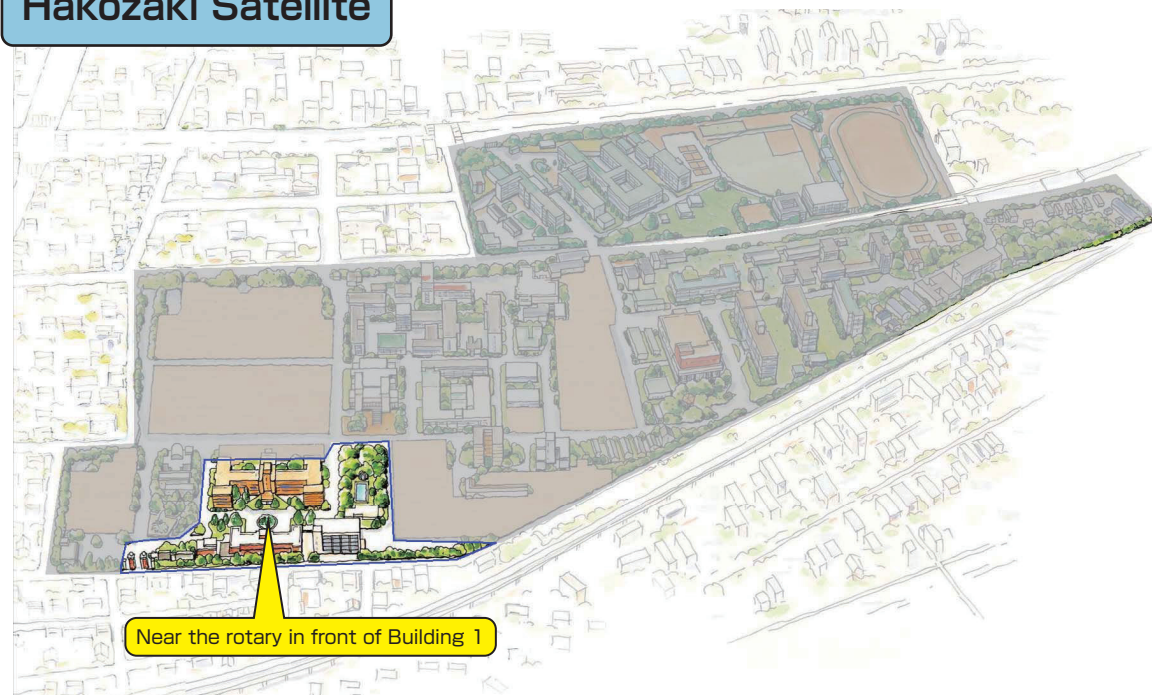 Hakozaki Satellite
Near the rotary in front of Building 1